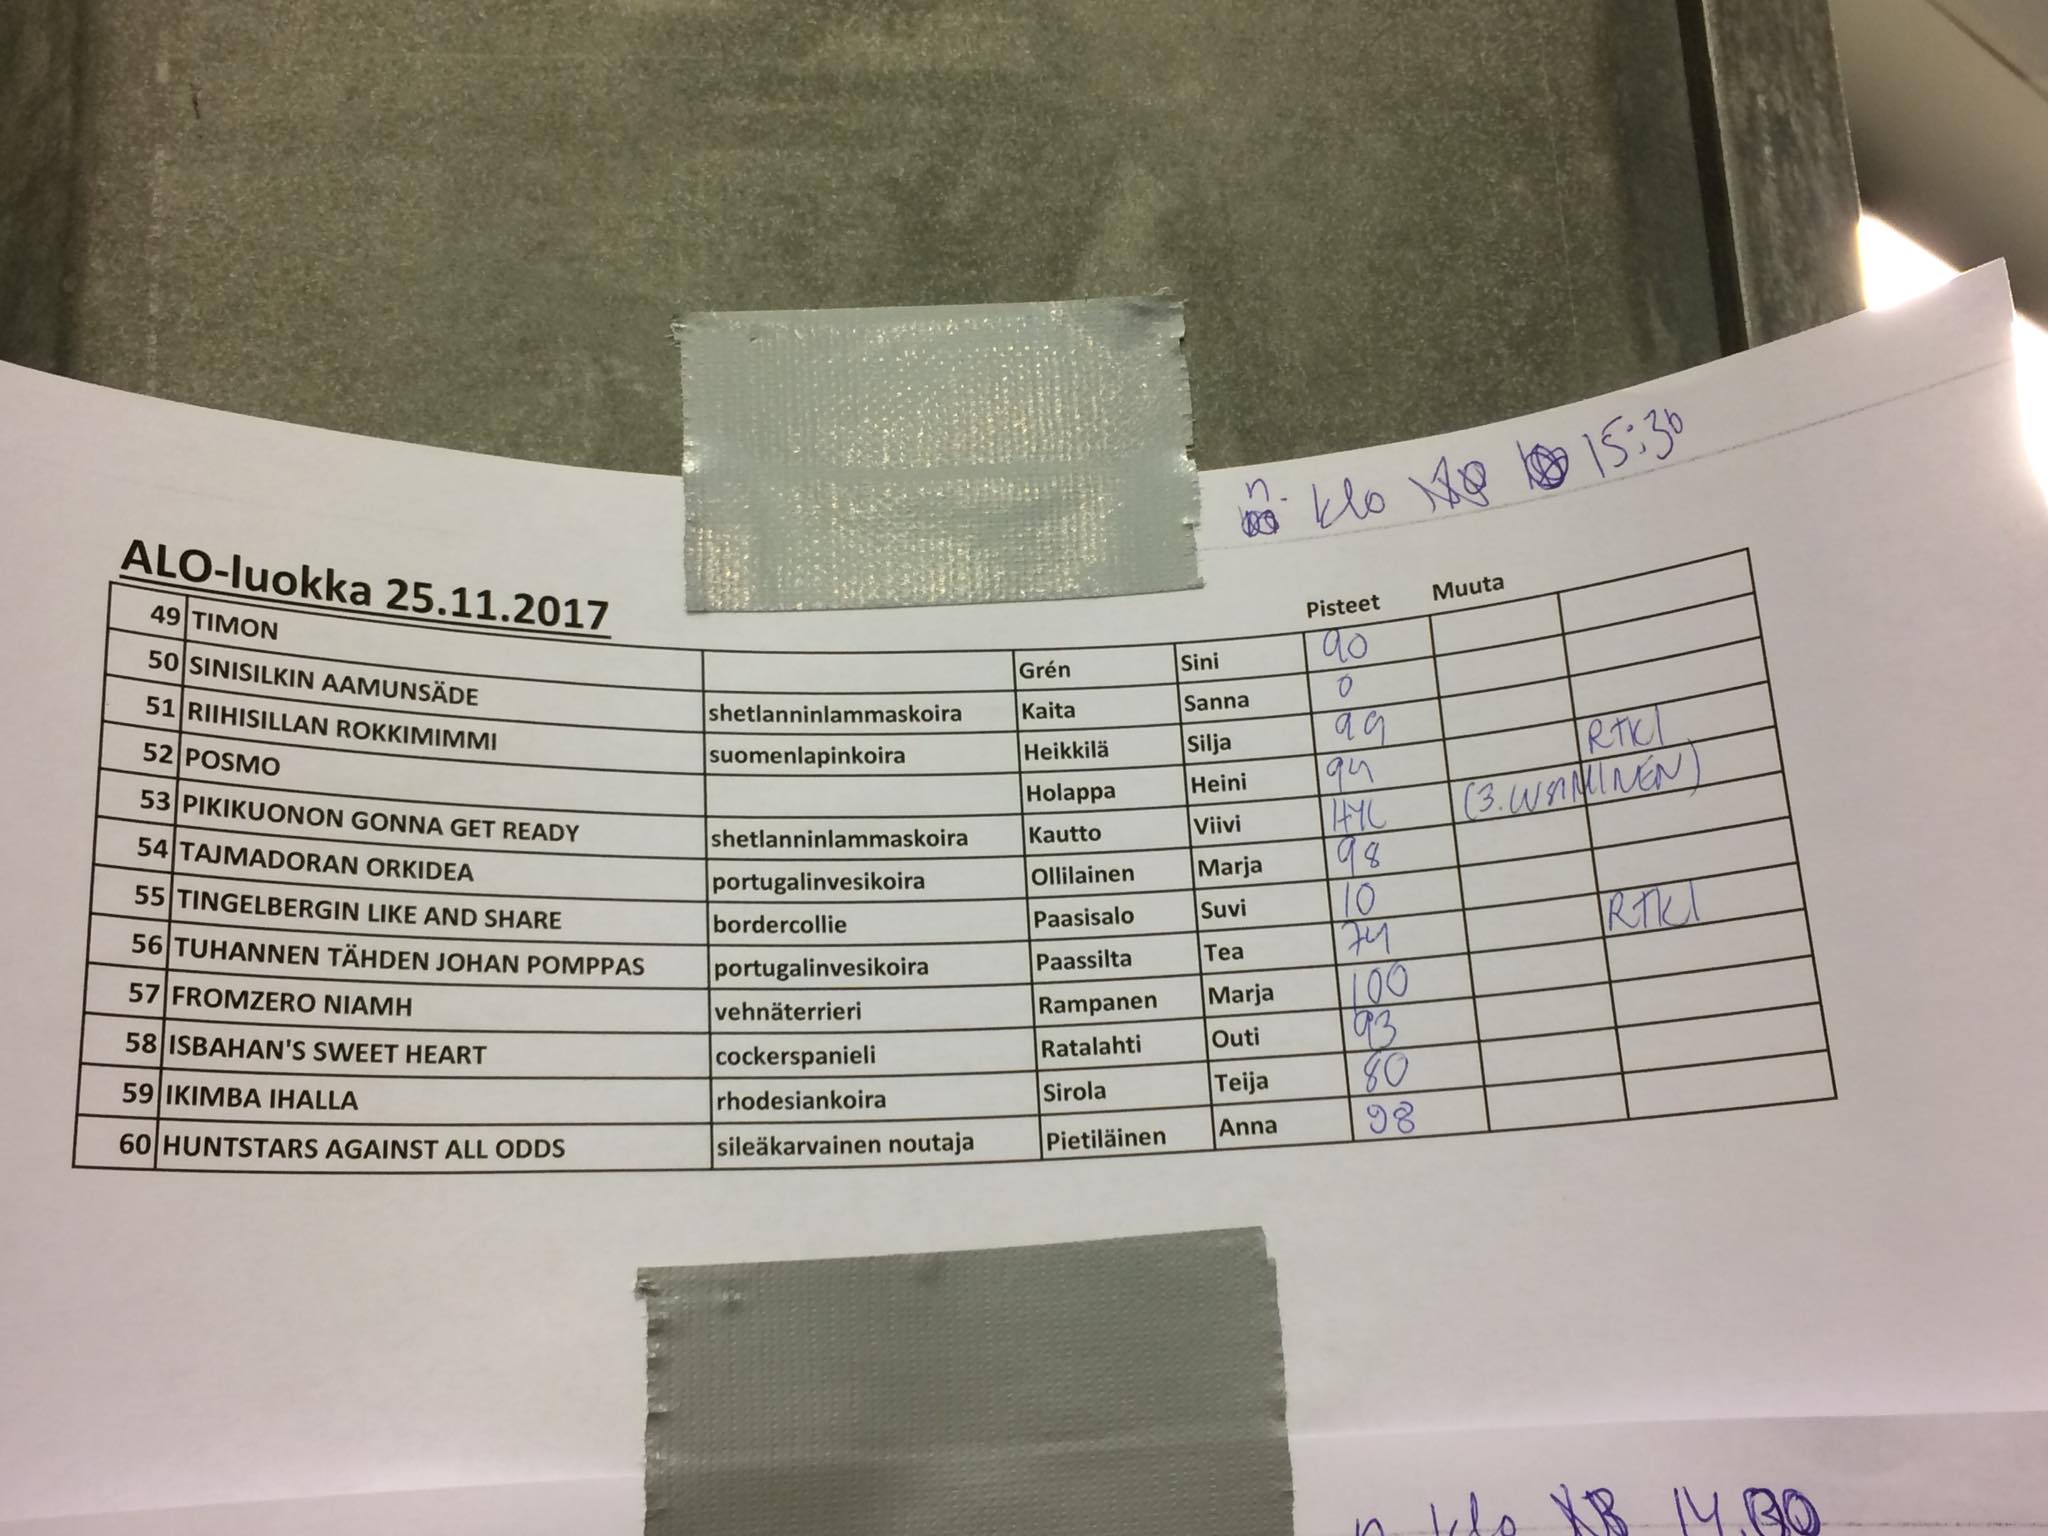 n. klo 15:30
ALO-luokka 25.11.2017
Pisteet Muuta
49 TIMON Grén Sini 90
50 SINISILKIN AAMUNSÄDE shetlanninlammaskoira Kaita Sanna 0
51 RIIHISILLAN ROKKIMIMMI suomenlapinkoira Heikkilä Silja 99
52 POSMO Holappa Heini 94 RTK1
53 PIKIKUONON GONNA GET READY shetlanninlammaskoira Kautto Viivi HYL
54 TAJMADORAN ORKIDEA portugalinvesikoira Ollilainen Marja 98
55 TINGELBERGIN LIKE AND SHARE bordercollie Paasisalo Suvi 10
56 TUHANNEN TÄHDEN JOHAN POMPPAS portugalinvesikoira Paassilta Tea 74 RTK1
57 FROMZERO NIAMH vehnäterrieri Rampanen Marja 100
58 ISBAHAN'S SWEET HEART cockerspanieli Ratalahti Outi 93
59 IKIMBA IHALLA rhodesiankoira Sirola Teija 80
60 HUNTSTARS AGAINST ALL ODDS sileäkarvainen noutaja Pietiläinen Anna 98
n klo 14.30